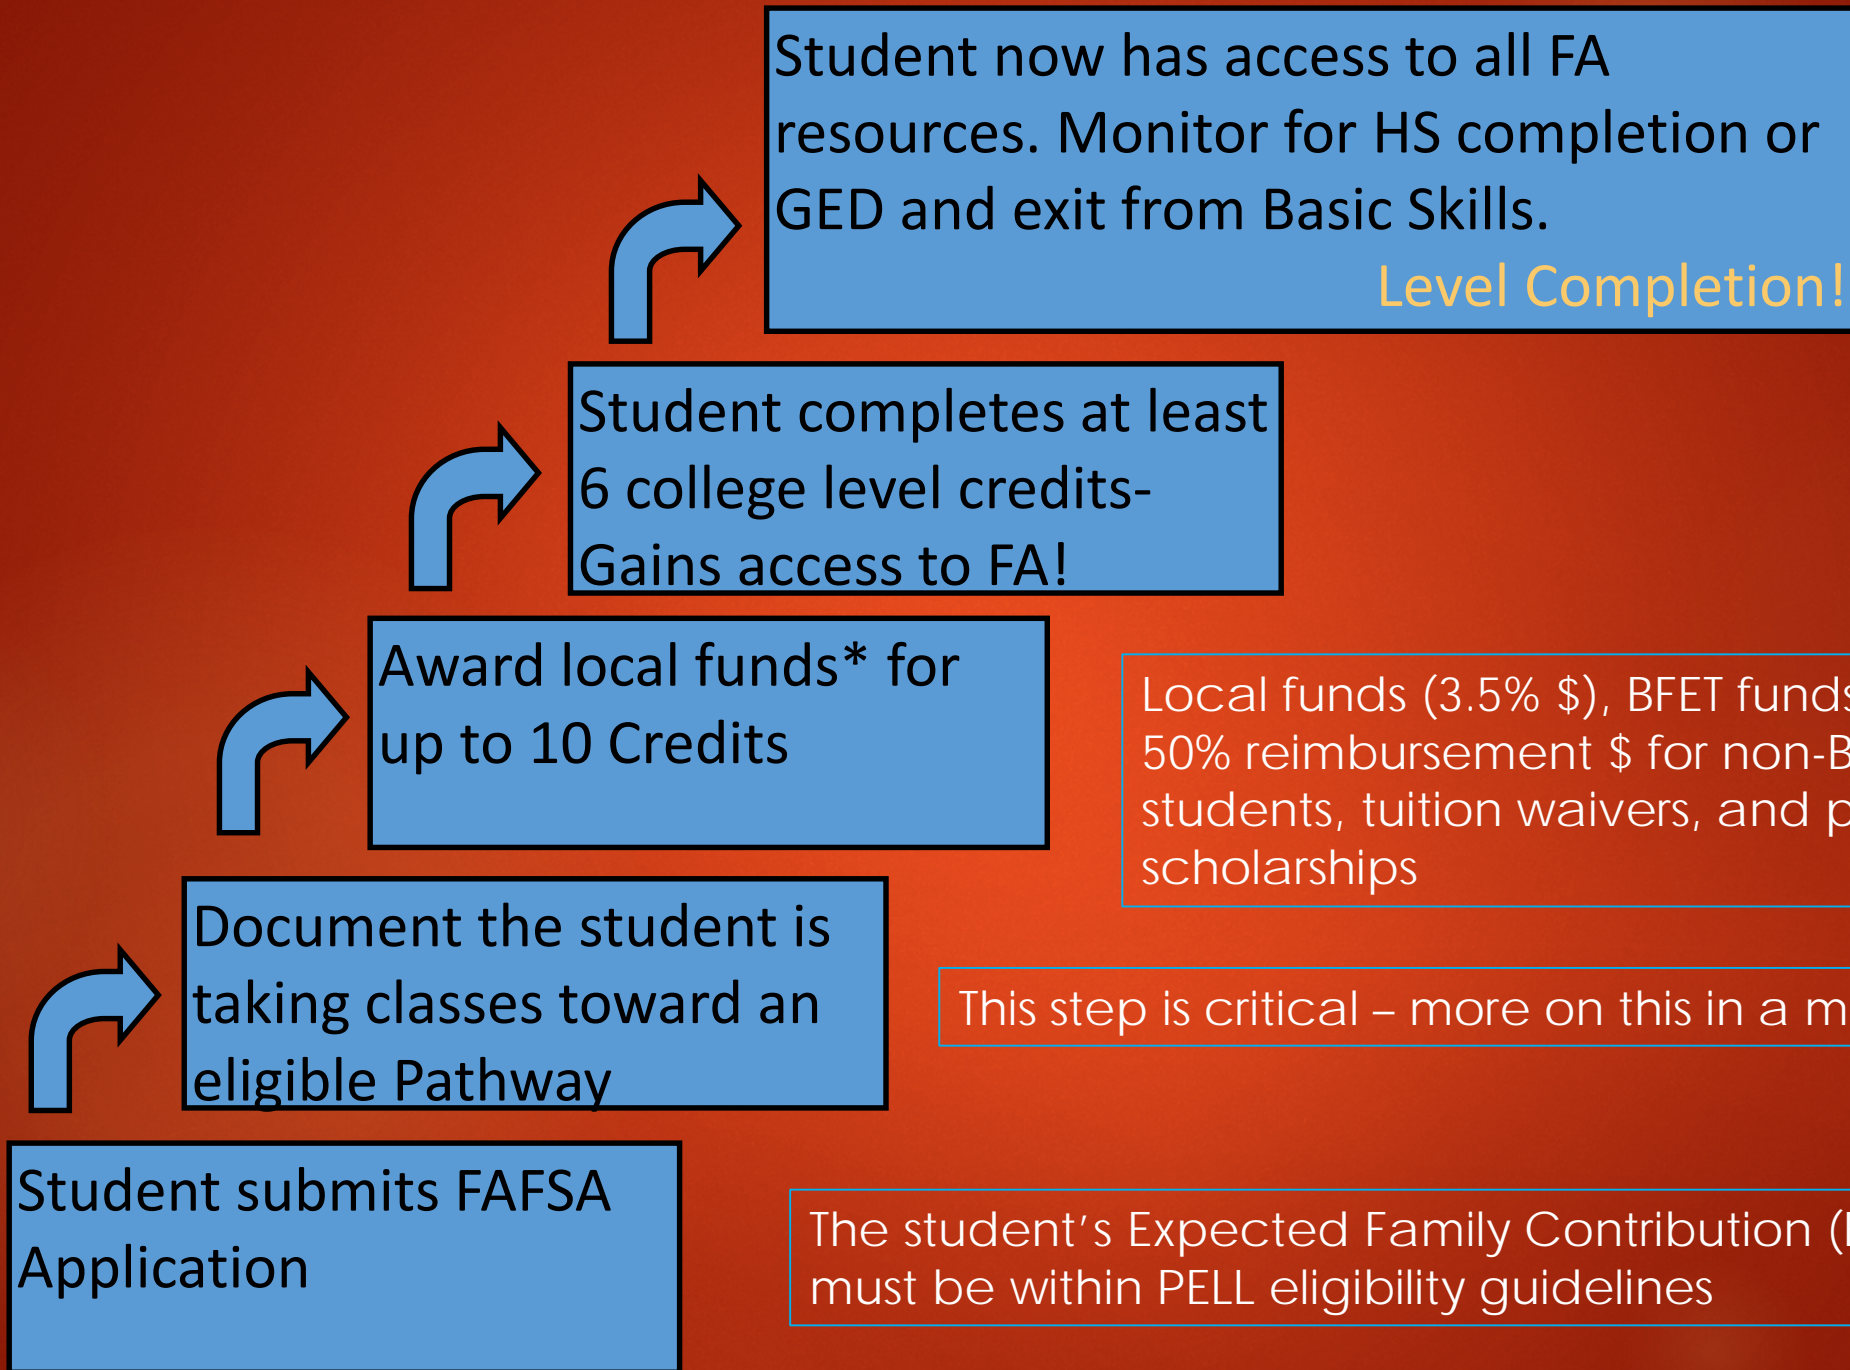 Student now has access to all FA
resources. Monitor for HS completion or
GED and exit from Basic Skills.
Level Completion!
Student completes at least
6 college level credits-
Gains access to FA!
Award local funds* for
up to 10 Credits
Local funds (3.5% $), BFET funds
50% reimbursement $ for non-B
students, tuition waivers, and p
scholarships
Document the student is
taking classes toward an
eligible Pathway
This step is critical – more on this in a m
Student submits FAFSA
Application
The student’s Expected Family Contribution (
must be within PELL eligibility guidelines